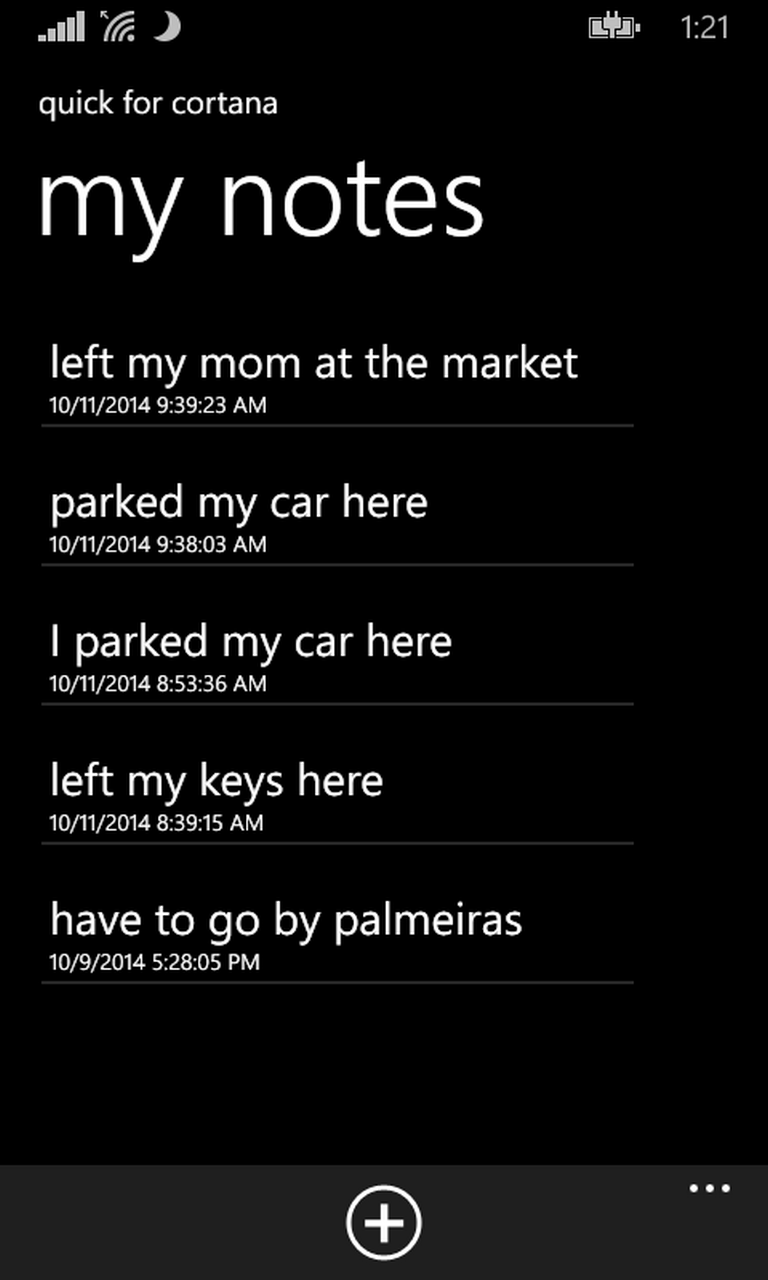 1:21
quick for cortana
my notes
left my mom at the market
10/11/2014 9:39:23 AM
parked my car here
10/11/2014 9:38:03 AM
I parked my car here
10/11/2014 8:53:36 AM
left my keys here
10/11/2014 8:39:15 AM
have to go by palmeiras
10/9/2014 5:28:05 PM